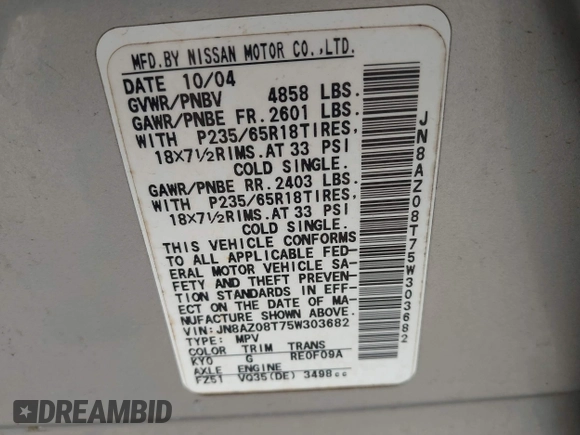 MFD.BY NISSAN MOTOR CO.,LTD.
DATE 10/04
GVWR/PNBV 4858 LBS.
GAWR/PNBE FR.2601 LBS.
WITH P235/65R18TIRES,
18×7½RIMS.AT 33 PSI
COLD SINGLE.
GAWR/PNBE RR.2403 LBS.
WITH P235/65R18TIRES,
18×7½RIMS.AT 33 PSI
COLD SINGLE.
THIS VEHICLE CONFORMS
TO ALL APPLICABLE FED-
ERAL MOTOR VEHICLE SA-
FETY AND THEFT PREVEN-
TION STANDARDS IN EFF-
ECT ON THE DATE OF MA-
NUFACTURE SHOWN ABOVE.
VIN: JN8AZ08T75W303682
TYPE: MPV
COLOR TRIM TRANS
KY0 G RE0F09A
AXLE ENGINE
FZ51 VQ35(DE) 3498cc
JN8AZ08T75W303682
DREAMBID